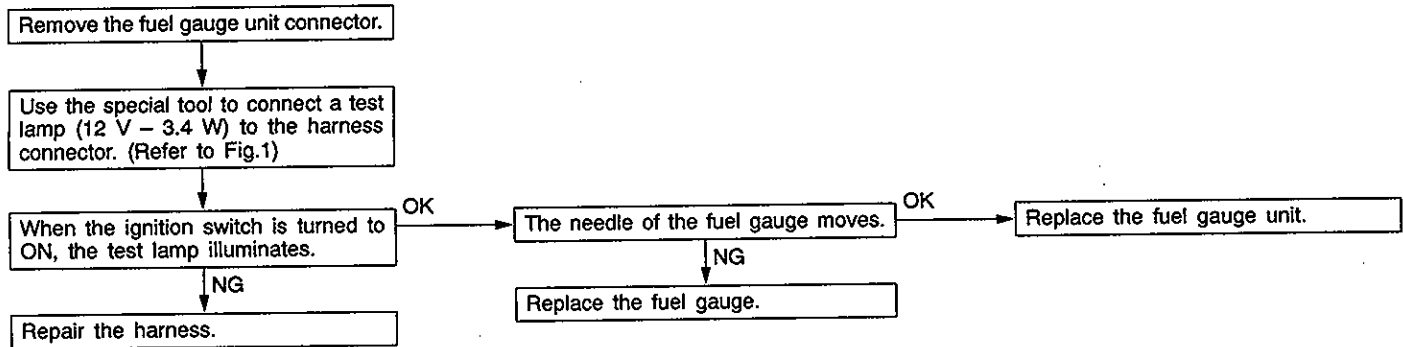 Remove the fuel gauge unit connector.
Use the special tool to connect a test
lamp (12 V – 3.4 W) to the harness
connector. (Refer to Fig.1)
When the ignition switch is turned to
ON, the test lamp illuminates.
OK
The needle of the fuel gauge moves.
OK
Replace the fuel gauge unit.
NG
Repair the harness.
NG
Replace the fuel gauge.